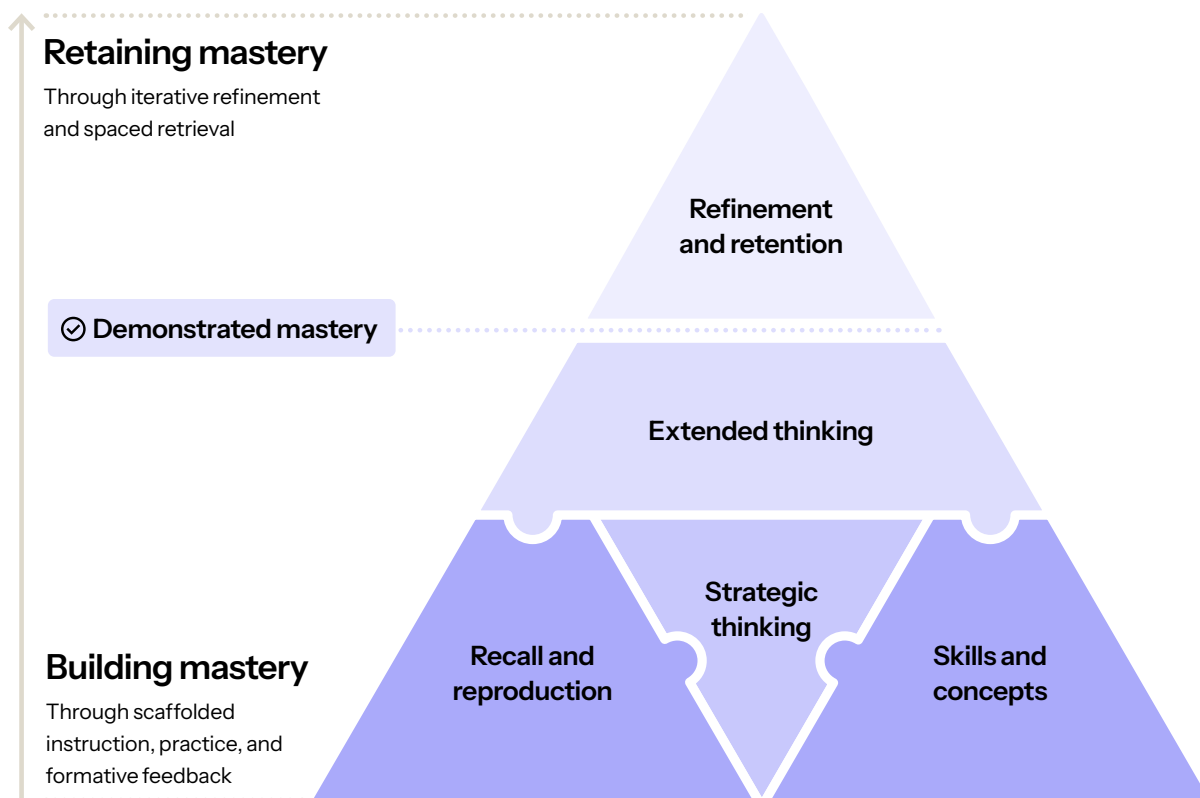 Retaining mastery
Through iterative refinement
and spaced retrieval
Refinement
and retention
Demonstrated mastery
Extended thinking
Strategic
thinking
Recall and
reproduction
Skills and
concepts
Building mastery
Through scaffolded
instruction, practice, and
formative feedback